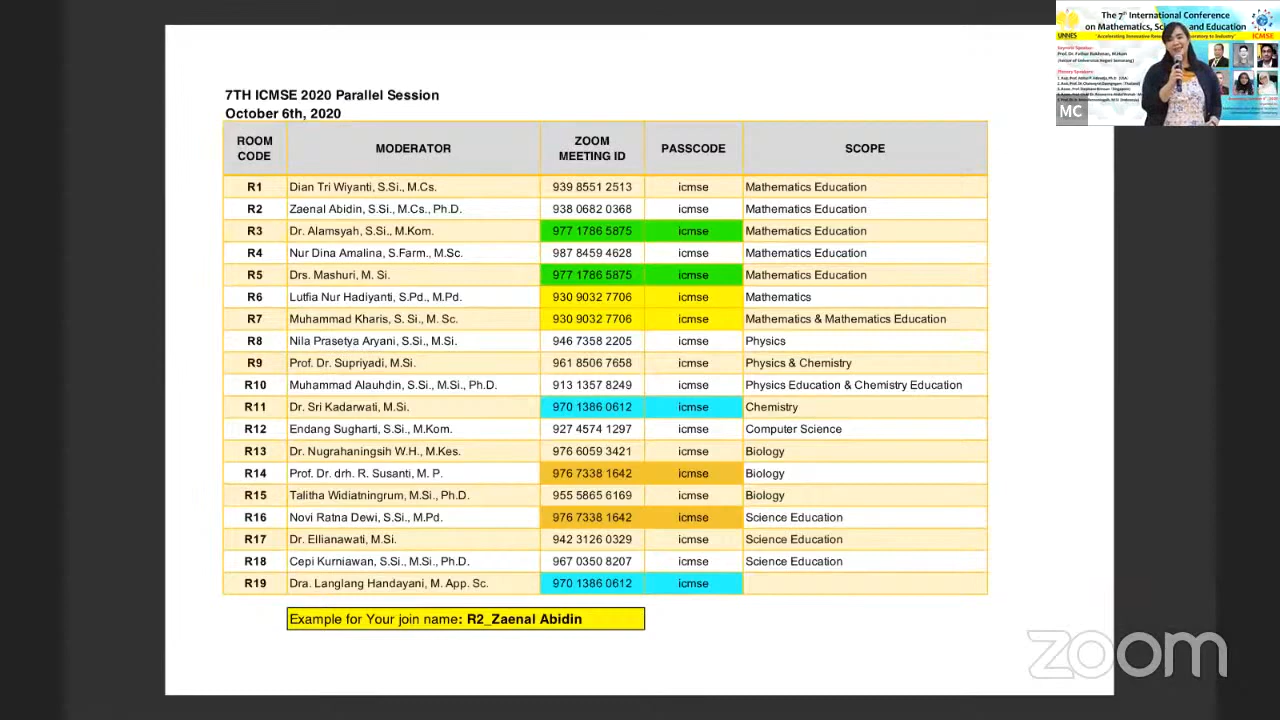 7TH ICMSE 2020
October 6th, 2020
ROOM CODE MODERATOR ZOOM MEETING ID PASSCODE SCOPE
R1 Dian Tri Wiyanti, S.Si., M.Cs. 939 8551 2513 icmse Mathematics Education
R2 Zaenal Abidin, S.Si., M.Cs., Ph.D. 938 0682 0368 icmse Mathematics Education
R3 Dr. Alamsyah, S.Si., M.Kom. 977 1786 5875 icmse Mathematics Education
R4 Nur Dina Amalina, S.Farm., M.Sc. 987 8459 4628 icmse Mathematics Education
R5 Drs. Mashuri, M. Si. 977 1786 5875 icmse Mathematics Education
R6 Lutfia Nur Hadiyanti, S.Pd., M.Pd. 930 9032 7706 icmse Mathematics
R7 Muhammad Kharis, S. Si., M. Sc. 930 9032 7706 icmse Mathematics & Mathematics Education
R8 Nila Prasetya Aryani, S.Si., M.Si. 946 7358 2205 icmse Physics
R9 Prof. Dr. Supriyadi, M.Si. 961 8506 7658 icmse Physics & Chemistry
R10 Muhammad Alauhdin, S.Si., M.Si., Ph.D. 913 1357 8249 icmse Physics Education & Chemistry Education
R11 Dr. Sri Kadarwati, M.Si. 970 1386 0612 icmse Chemistry
R12 Endang Sugharti, S.Si., M.Kom. 927 4574 1297 icmse Computer Science
R13 Dr. Nugrahaningsih W.H., M.Kes. 976 6059 3421 icmse Biology
R14 Prof. Dr. drh. R. Susanti, M. P. 976 7338 1642 icmse Biology
R15 Talitha Widiatningrum, M.Si., Ph.D. 955 5865 6169 icmse Biology
R16 Novi Ratna Dewi, S.Si., M.Pd. 976 7338 1642 icmse Science Education
R17 Dr. Ellianawati, M.Si. 942 3126 0329 icmse Science Education
R18 Cepi Kurniawan, S.Si., M.Si., Ph.D. 967 0350 8207 icmse Science Education
R19 Dra. Langlang Handayani, M. App. Sc. 970 1386 0612 icmse
Example for Your join name: R2_Zaenal Abidin
The 7th International Conference
on Mathematics, and Education
UNNES
ICMSE
MC
zoom